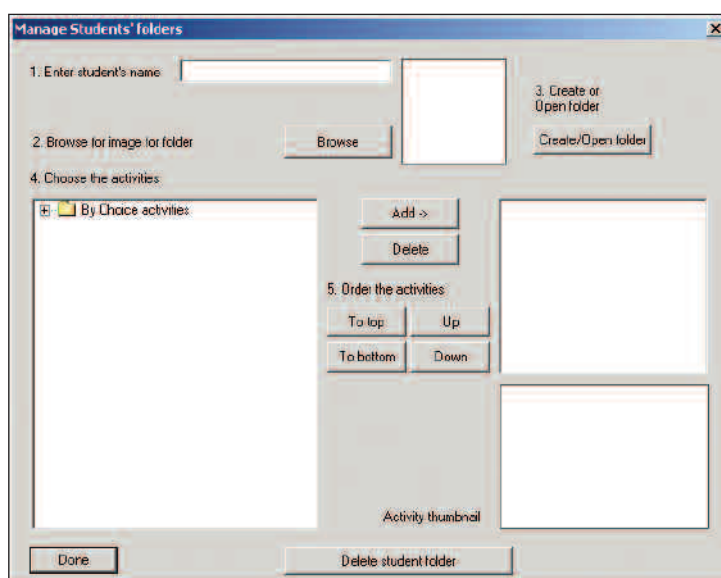 Manage Students' folders
1. Enter student's name
3. Create or
Open folder
2. Browse for image for folder
Browse
Create/Open folder
4. Choose the activities
By Choice activities
Add ->
Delete
5. Order the activities
To top
Up
To bottom
Down
Activity thumbnail
Done
Delete student folder